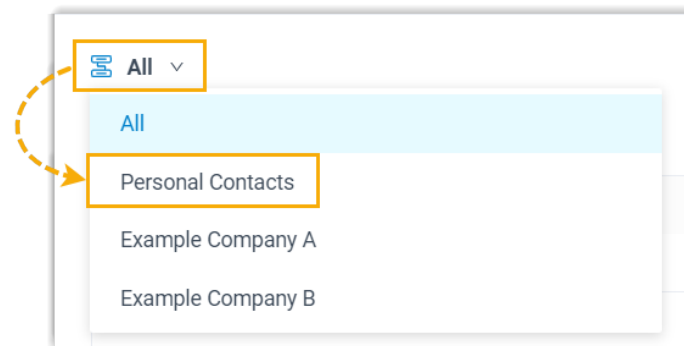 All
All
Personal Contacts
Example Company A
Example Company B